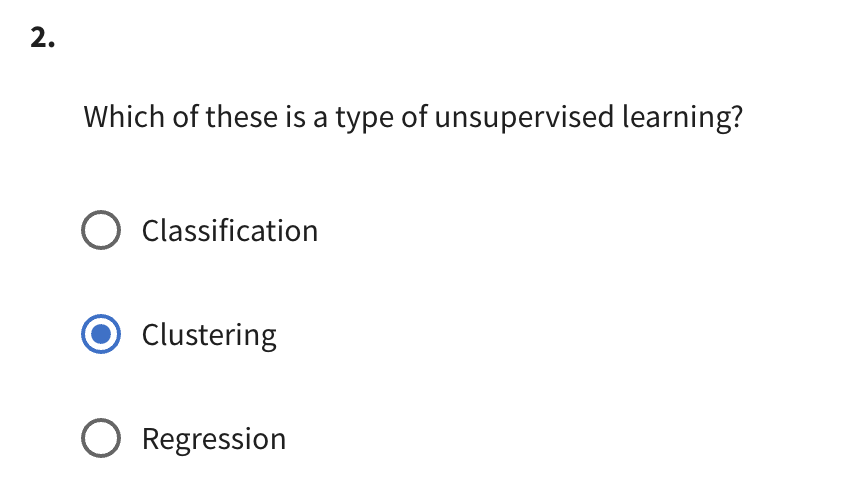 2.
Which of these is a type of unsupervised learning?
Classification
Clustering
Regression